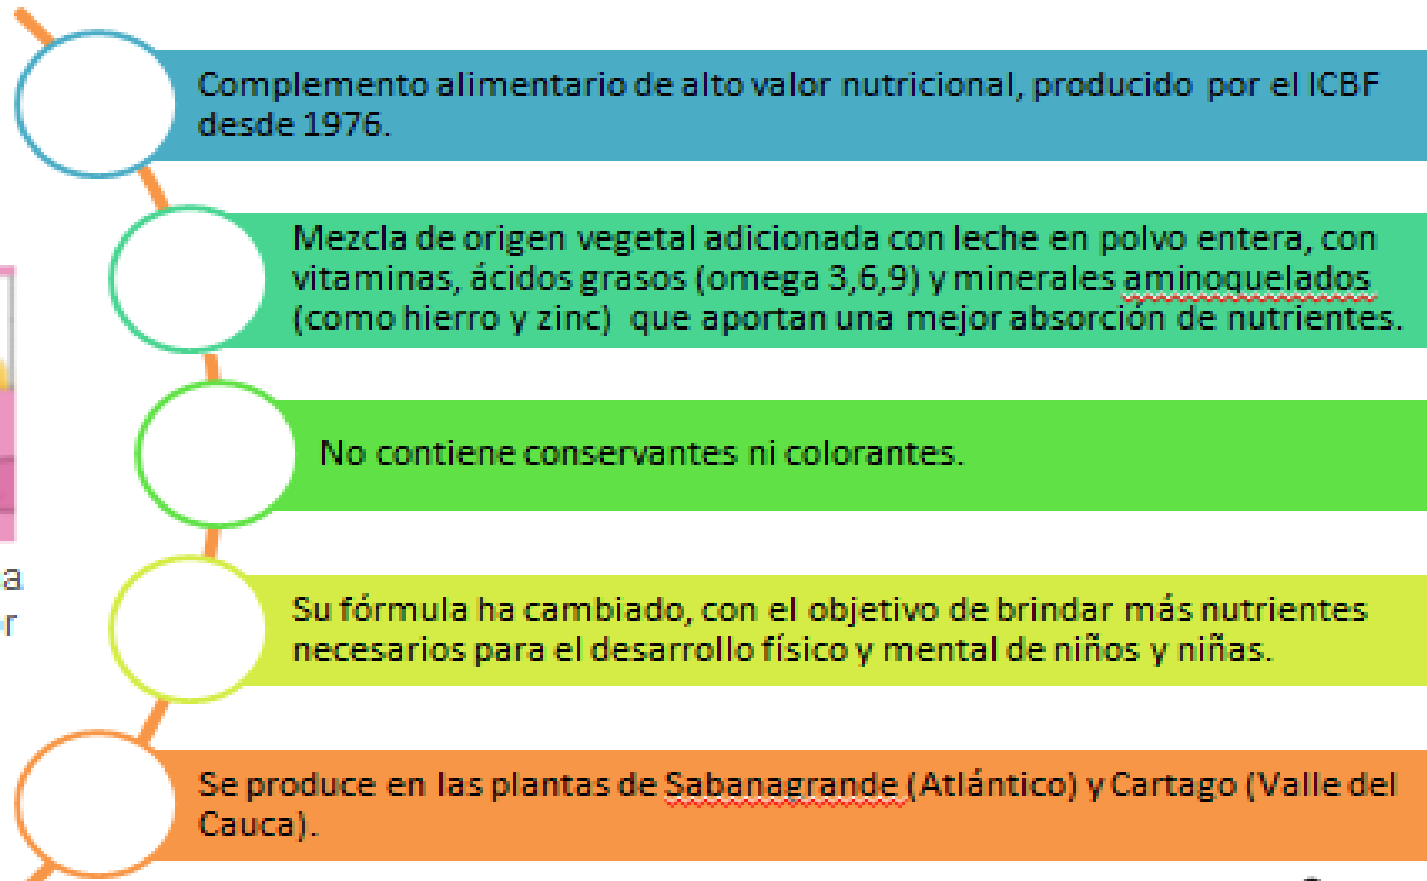 Complemento alimentario de alto valor nutricional, producido por el ICBF
desde 1976.
Mezcla de origen vegetal adicionada con leche en polvo entera, con
vitaminas, ácidos grasos (omega 3,6,9) y minerales aminoquelados
(como hierro y zinc) que aportan una mejor absorción de nutrientes.
No contiene conservantes ni colorantes.
a
r
Su fórmula ha cambiado, con el objetivo de brindar más nutrientes
necesarios para el desarrollo físico y mental de niños y niñas.
Se produce en las plantas de Sabanagrande (Atlántico) y Cartago (Valle del
Cauca).